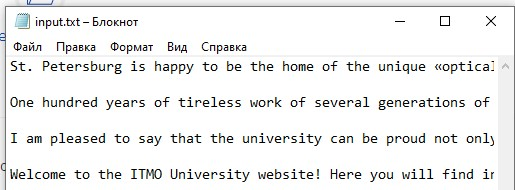 input.txt – Блокнот
Файл Правка Формат Вид Справка
St. Petersburg is happy to be the home of the unique «optical
One hundred years of tireless work of several generations of
I am pleased to say that the university can be proud not only
Welcome to the ITMO University website! Here you will find